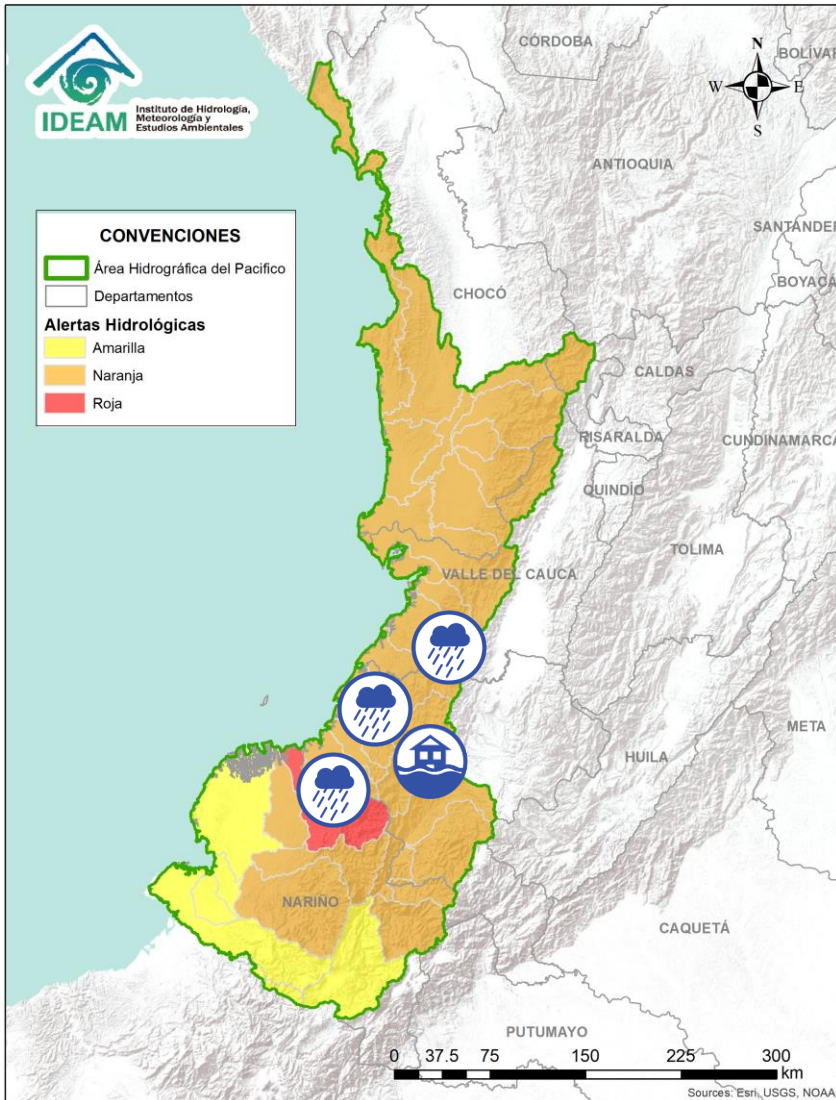 IDEAM
Instituto de Hidrología,
Meteorología y
Estudios Ambientales
N
W
E
S
CÓRDOBA
BOLÍVAR
ANTIOQUIA
SANTANDER
BOYACÁ
CHOCÓ
CALDAS
RISARALDA
CUNDINAMARCA
QUINDÍO
TOLIMA
VALLE DEL CAUCA
META
HUILA
NARIÑO
CAQUETÁ
PUTUMAYO
CONVENCIONES
Área Hidrográfica del Pacifico
Departamentos
Alertas Hidrológicas
Amarilla
Naranja
Roja
0 37.5 75 150 225 300
km
Sources: Esri, USGS, NOAA